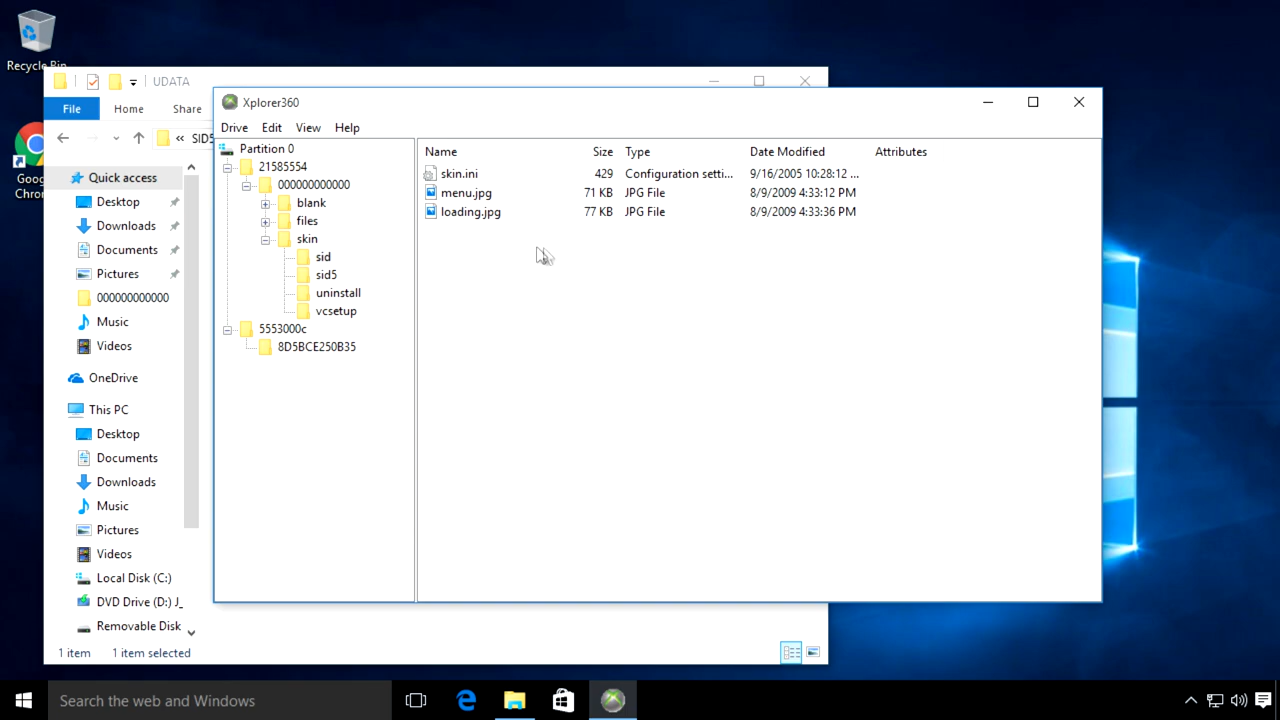 Recycle Bin
UDATA
File
Home
Share
« SID5
Goog
Chron
Quick access
Desktop
Downloads
Documents
Pictures
000000000000
Music
Videos
OneDrive
This PC
Desktop
Documents
Downloads
Music
Pictures
Videos
Local Disk (C:)
DVD Drive (D:) J_
Removable Disk
1 item 1 item selected
Xplorer360
Drive Edit View Help
Partition 0
21585554
000000000000
blank
files
skin
sid
sid5
uninstall
vcsetup
5553000c
8D5BCE250B35
Name Size Type Date Modified Attributes
skin.ini 429 Configuration setti... 9/16/2005 10:28:12 ...
menu.jpg 71 KB JPG File 8/9/2009 4:33:12 PM
loading.jpg 77 KB JPG File 8/9/2009 4:33:36 PM
Search the web and Windows